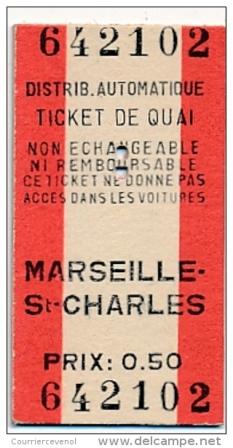 642102
DISTRIB. AUTOMATIQUE
TICKET DE QUAI
NON ECHANGEABLE
NI REMBOURSABLE
CE TICKET NE DONNE PAS
ACCES DANS LES VOITURES
MARSEILLE-
St-CHARLES
PRIX: 0.50
642102
© Courriercevenol / www.delcampe.net